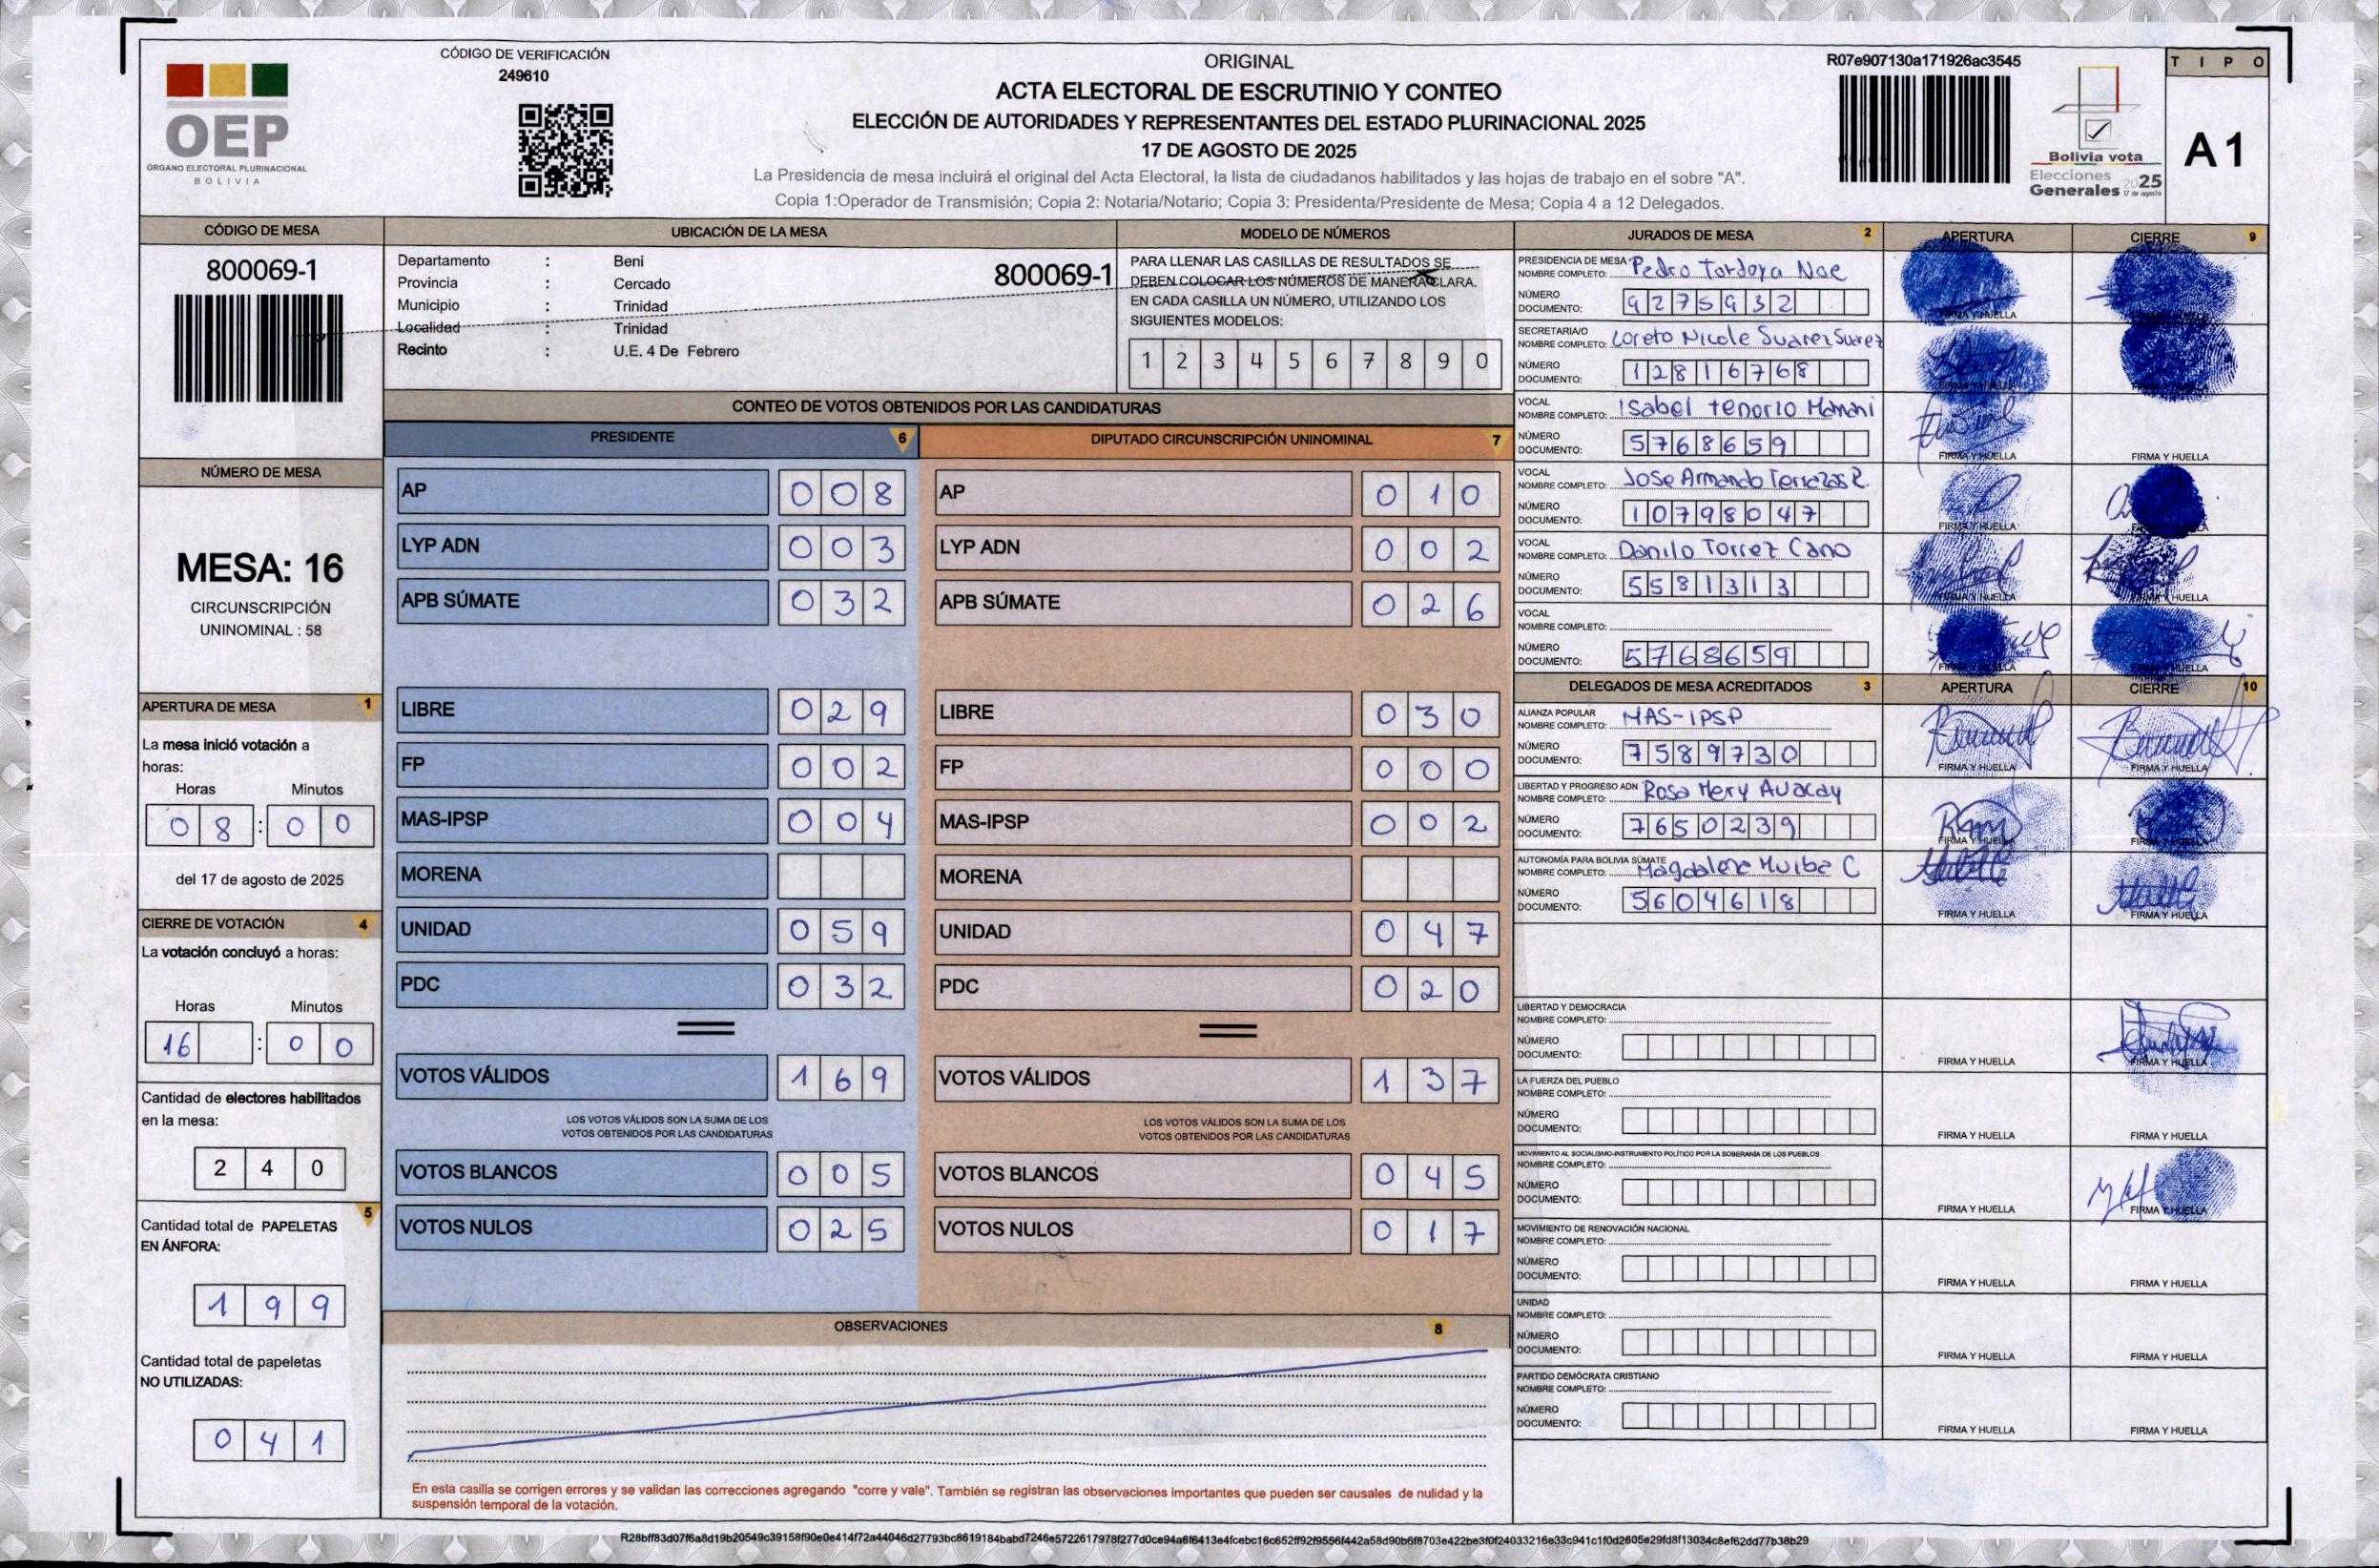 CÓDIGO DE VERIFICACIÓN
249610
OEP
ÓRGANO ELECTORAL PLURINACIONAL
BOLIVIA
ORIGINAL
ACTA ELECTORAL DE ESCRUTINIO Y CONTEO
ELECCIÓN DE AUTORIDADES Y REPRESENTANTES DEL ESTADO PLURINACIONAL 2025
17 DE AGOSTO DE 2025
La Presidencia de mesa incluirá el original del Acta Electoral, la lista de ciudadanos habilitados y las hojas de trabajo en el sobre "A".
Copia 1:Operador de Transmisión; Copia 2: Notaria/Notario; Copia 3: Presidenta/Presidente de Mesa; Copia 4 a 12 Delegados.
R07e907130a171926ac3545
Bolivia vota
Elecciones
Generales 2025
17 de agosto
TIPO
A1
CÓDIGO DE MESA
800069-1
NÚMERO DE MESA
MESA: 16
CIRCUNSCRIPCIÓN
UNINOMINAL : 58
APERTURA DE MESA 1
La mesa inició votación a
horas:
Horas Minutos
08 : 00
del 17 de agosto de 2025
CIERRE DE VOTACIÓN 4
La votación concluyó a horas:
Horas Minutos
16 : 00
Cantidad de electores habilitados
en la mesa:
240
5
Cantidad total de PAPELETAS
EN ÁNFORA:
199
Cantidad total de papeletas
NO UTILIZADAS:
041
UBICACIÓN DE LA MESA
Departamento : Beni
800069-1
Provincia : Cercado
Municipio : Trinidad
Localidad : Trinidad
Recinto : U.E. 4 De Febrero
MODELO DE NÚMEROS
PARA LLENAR LAS CASILLAS DE RESULTADOS SE
DEBEN COLOCAR LOS NÚMEROS DE MANERA CLARA.
EN CADA CASILLA UN NÚMERO, UTILIZANDO LOS
SIGUIENTES MODELOS:
1 2 3 4 5 6 7 8 9 0
CONTEO DE VOTOS OBTENIDOS POR LAS CANDIDATURAS
PRESIDENTE 6
AP 008
LYP ADN 003
APB SÚMATE 032
LIBRE 029
FP 002
MAS-IPSP 004
MORENA
UNIDAD 059
PDC 032
VOTOS VÁLIDOS 169
LOS VOTOS VÁLIDOS SON LA SUMA DE LOS
VOTOS OBTENIDOS POR LAS CANDIDATURAS
VOTOS BLANCOS 005
VOTOS NULOS 025
DIPUTADO CIRCUNSCRIPCIÓN UNINOMINAL 7
AP 010
LYP ADN 002
APB SÚMATE 026
LIBRE 030
FP 000
MAS-IPSP 002
MORENA
UNIDAD 047
PDC 020
VOTOS VÁLIDOS 137
LOS VOTOS VÁLIDOS SON LA SUMA DE LOS
VOTOS OBTENIDOS POR LAS CANDIDATURAS
VOTOS BLANCOS 045
VOTOS NULOS 017
OBSERVACIONES 8
En esta casilla se corrigen errores y se validan las correcciones agregando "corre y vale". También se registran las observaciones importantes que pueden ser causales de nulidad y la
suspensión temporal de la votación.
JURADOS DE MESA 2 APERTURA CIERRE 9
PRESIDENCIA DE MESA
NOMBRE COMPLETO: Pedro Tordoya Noe
NÚMERO
DOCUMENTO: 9275932
FIRMA Y HUELLA
SECRETARIA/O
NOMBRE COMPLETO: Loreto Nicole Suarez Surez
NÚMERO
DOCUMENTO: 12816768
VOCAL
NOMBRE COMPLETO: Isabel tenorio Mamani
NÚMERO
DOCUMENTO: 5768659
FIRMA Y HUELLA FIRMA Y HUELLA
VOCAL
NOMBRE COMPLETO: Jose Armando Terrazas R.
NÚMERO
DOCUMENTO: 10798047
FIRMA Y HUELLA
VOCAL
NOMBRE COMPLETO: Danilo Torrez Cano
NÚMERO
DOCUMENTO: 5581313
FIRMA Y HUELLA FIRMA Y HUELLA
VOCAL
NOMBRE COMPLETO:
NÚMERO
DOCUMENTO: 5768659
FIRMA Y HUELLA FIRMA Y HUELLA
DELEGADOS DE MESA ACREDITADOS 3 APERTURA CIERRE 10
ALIANZA POPULAR
NOMBRE COMPLETO: MAS-IPSP
NÚMERO
DOCUMENTO: 7589730
FIRMA Y HUELLA FIRMA Y HUELLA
LIBERTAD Y PROGRESO ADN
NOMBRE COMPLETO: Rosa Mery Avacay
NÚMERO
DOCUMENTO: 7650239
FIRMA Y HUELLA FIRMA Y HUELLA
AUTONOMÍA PARA BOLIVIA SÚMATE
NOMBRE COMPLETO: Magdalena Muiba C
NÚMERO
DOCUMENTO: 5604618
FIRMA Y HUELLA FIRMA Y HUELLA
LIBERTAD Y DEMOCRACIA
NOMBRE COMPLETO:
NÚMERO
DOCUMENTO:
FIRMA Y HUELLA FIRMA Y HUELLA
LA FUERZA DEL PUEBLO
NOMBRE COMPLETO:
NÚMERO
DOCUMENTO:
FIRMA Y HUELLA FIRMA Y HUELLA
MOVIMIENTO AL SOCIALISMO-INSTRUMENTO POLÍTICO POR LA SOBERANÍA DE LOS PUEBLOS
NOMBRE COMPLETO:
NÚMERO
DOCUMENTO:
FIRMA Y HUELLA FIRMA Y HUELLA
MOVIMIENTO DE RENOVACIÓN NACIONAL
NOMBRE COMPLETO:
NÚMERO
DOCUMENTO:
FIRMA Y HUELLA FIRMA Y HUELLA
UNIDAD
NOMBRE COMPLETO:
NÚMERO
DOCUMENTO:
FIRMA Y HUELLA FIRMA Y HUELLA
PARTIDO DEMÓCRATA CRISTIANO
NOMBRE COMPLETO:
NÚMERO
DOCUMENTO:
FIRMA Y HUELLA FIRMA Y HUELLA